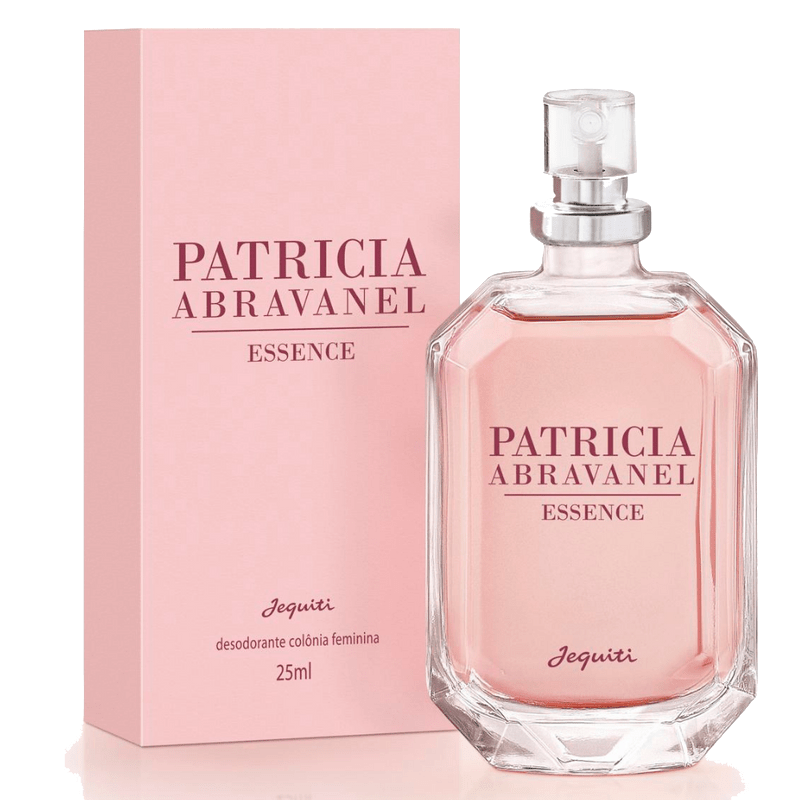 PATRICIA
ABRAVANEL
ESSENCE
Jequiti
desodorante colônia feminina
25ml
PATRICIA
ABRAVANEL
ESSENCE
Jequiti